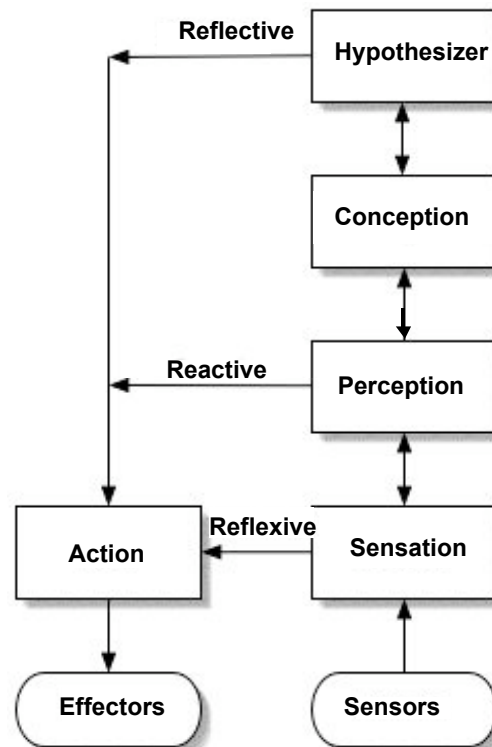 Reflective
Hypothesizer
Conception
Reactive
Perception
Reflexive
Action
Sensation
Effectors
Sensors